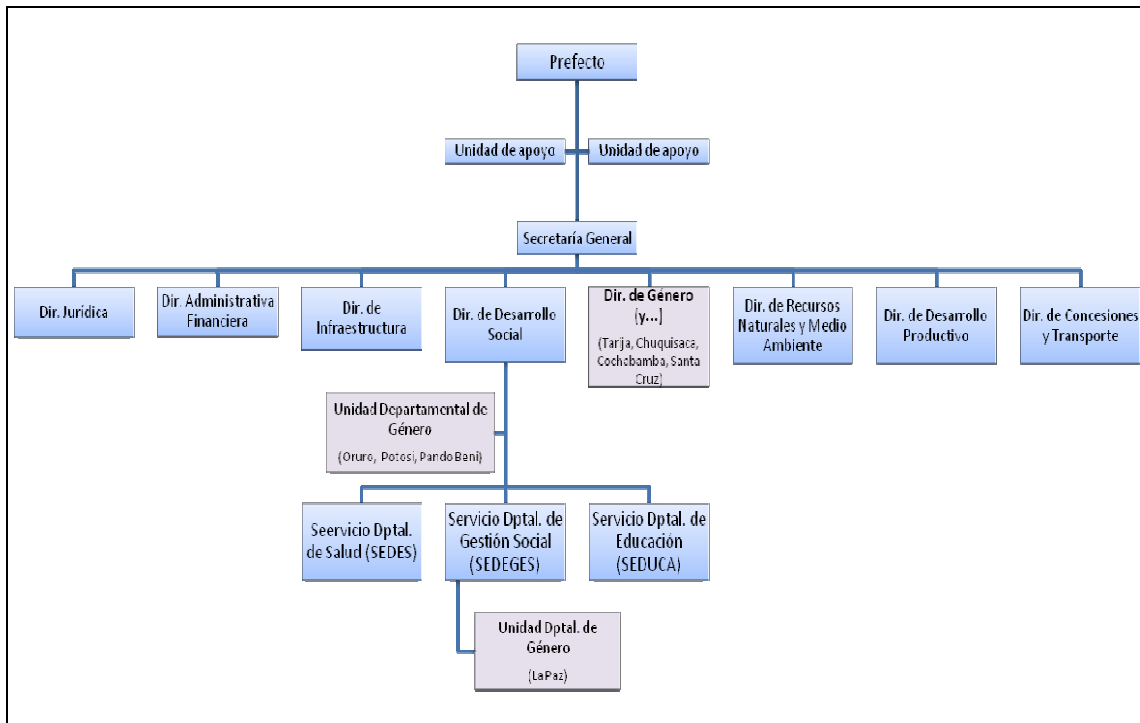 Prefecto
Unidad de apoyo
Unidad de apoyo
Secretaría General
Dir. Jurídica
Dir. Administrativa
Financiera
Dir. de
Infraestructura
Dir. de Desarrollo
Social
Dir. de Género
(y...]
(Tarija, Chuquisaca,
Cochabamba, Santa
Cruz)
Dir. de Recursos
Naturales y Medio
Ambiente
Dir. de Desarrollo
Productivo
Dir. de Concesiones
y Transporte
Unidad Departamental de
Género
(Oruro, Potosi, Pando Beni)
Seervicio Dptal.
de Salud (SEDES)
Servicio Dptal. de
Gestión Social
(SEDEGES)
Servicio Dptal. de
Educación
(SEDUCA)
Unidad Dptal. de
Género
(La Paz)